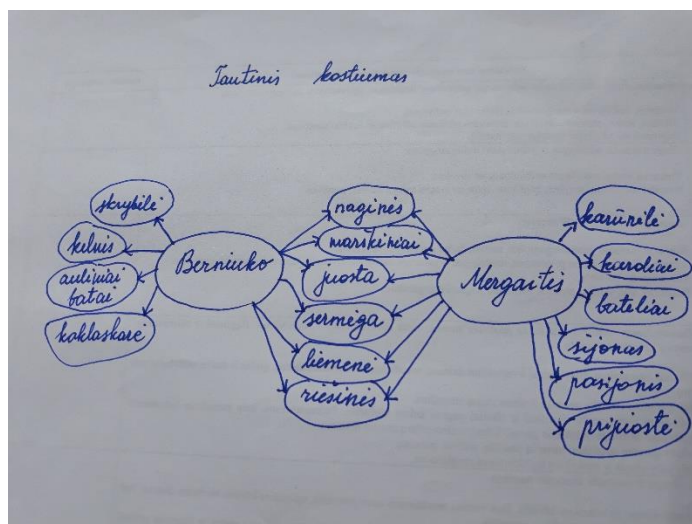 Tautinis kostiumas
skrybėlė
kelnės
auliniai
batai
kaklaskarė
Berniuko
naginės
marškiniai
juosta
sermėga
liemenė
riešinės
Mergaitės
karūnėlė
karoliai
bateliai
sijonas
pasijonis
prijuostė